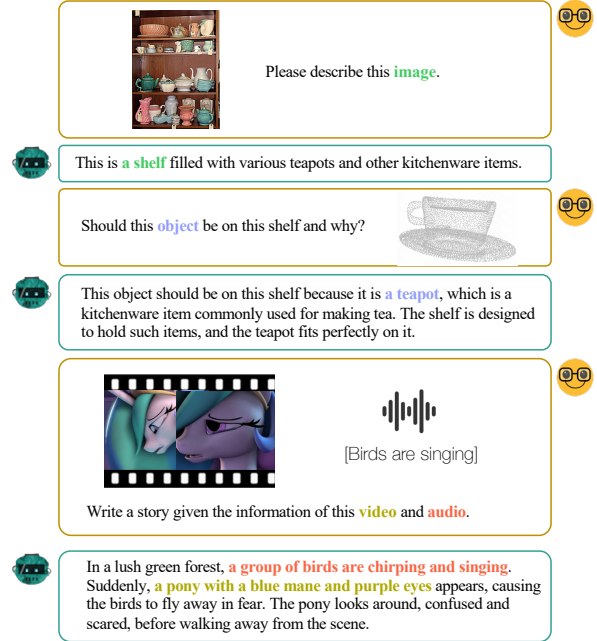 Please describe this image.
This is a shelf filled with various teapots and other kitchenware items.
Should this object be on this shelf and why?
This object should be on this shelf because it is a teapot, which is a
kitchenware item commonly used for making tea. The shelf is designed
to hold such items, and the teapot fits perfectly on it.
[Birds are singing]
Write a story given the information of this video and audio.
In a lush green forest, a group of birds are chirping and singing.
Suddenly, a pony with a blue mane and purple eyes appears, causing
the birds to fly away in fear. The pony looks around, confused and
scared, before walking away from the scene.